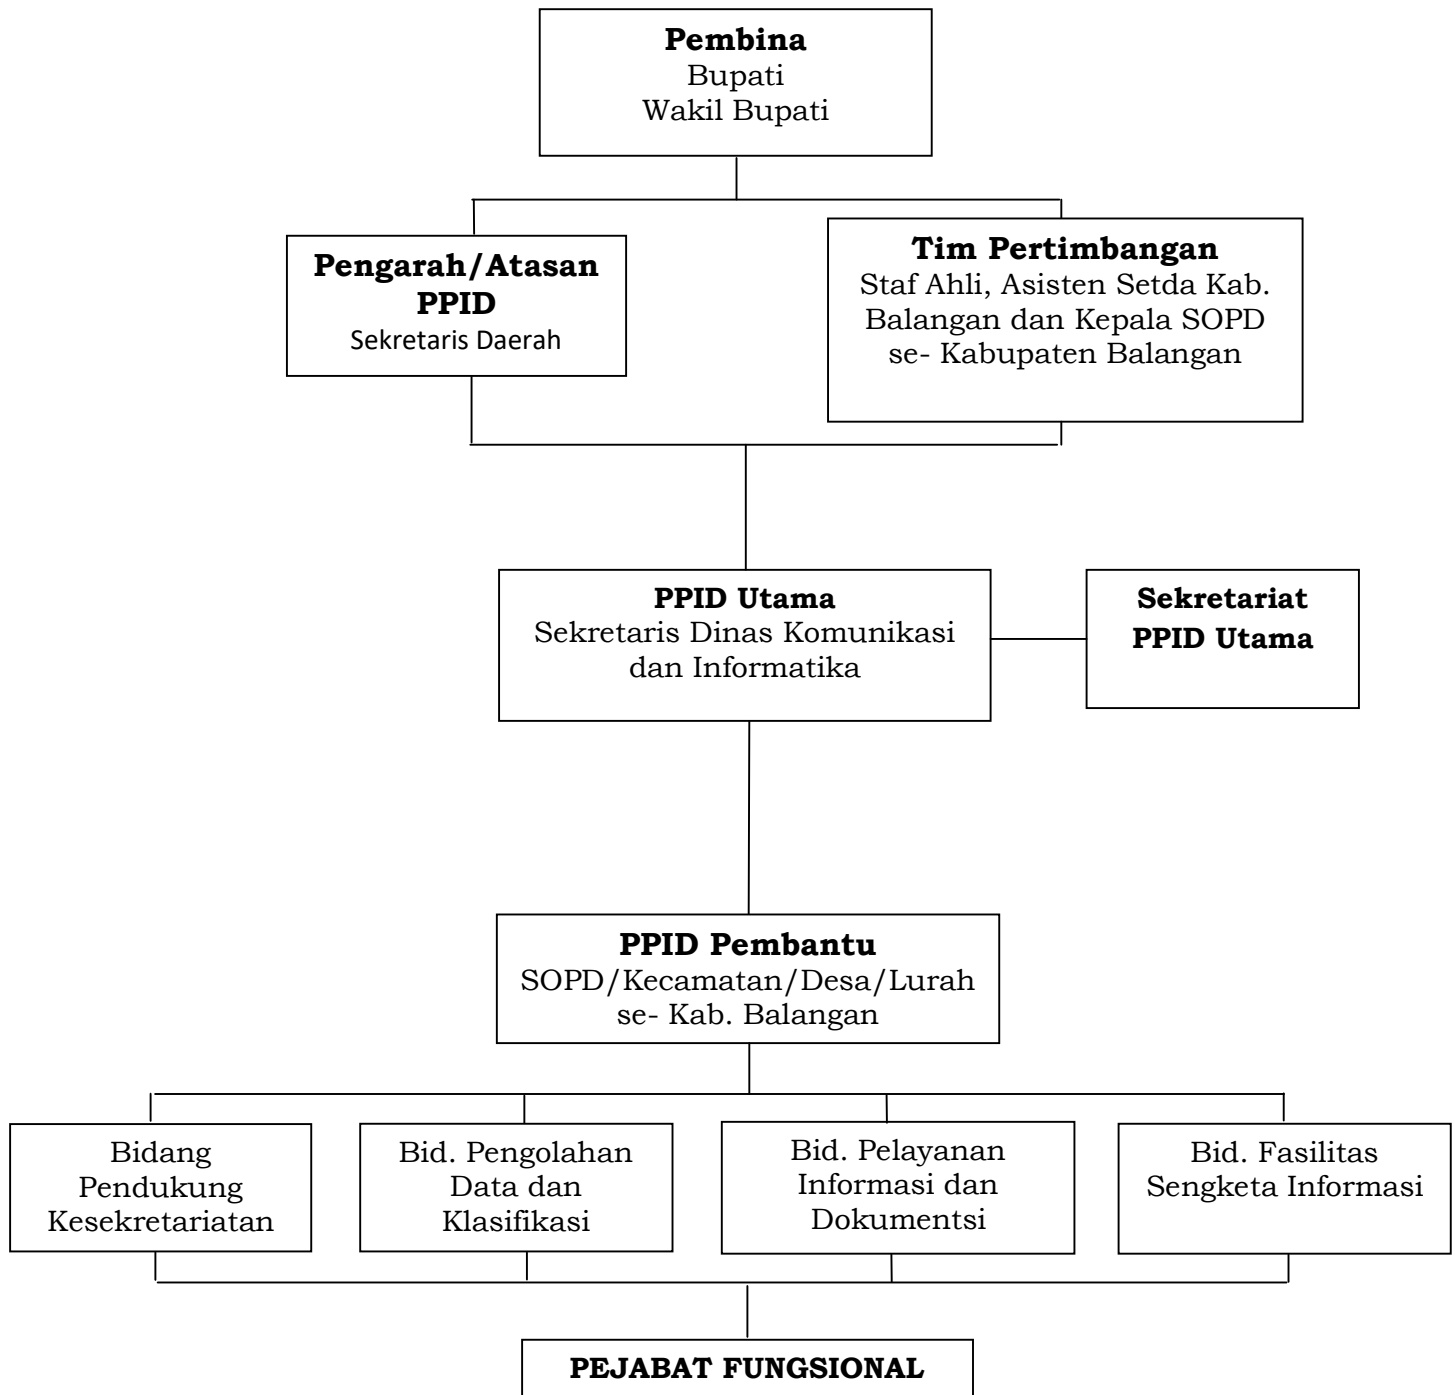 Pembina
Bupati
Wakil Bupati
Pengarah/Atasan
PPID
Sekretaris Daerah
Tim Pertimbangan
Staf Ahli, Asisten Setda Kab.
Balangan dan Kepala SOPD
se- Kabupaten Balangan
PPID Utama
Sekretaris Dinas Komunikasi
dan Informatika
Sekretariat
PPID Utama
PPID Pembantu
SOPD/Kecamatan/Desa/Lurah
se- Kab. Balangan
Bidang
Pendukung
Kesekretariatan
Bid. Pengolahan
Data dan
Klasifikasi
Bid. Pelayanan
Informasi dan
Dokumentsi
Bid. Fasilitas
Sengketa Informasi
PEJABAT FUNGSIONAL